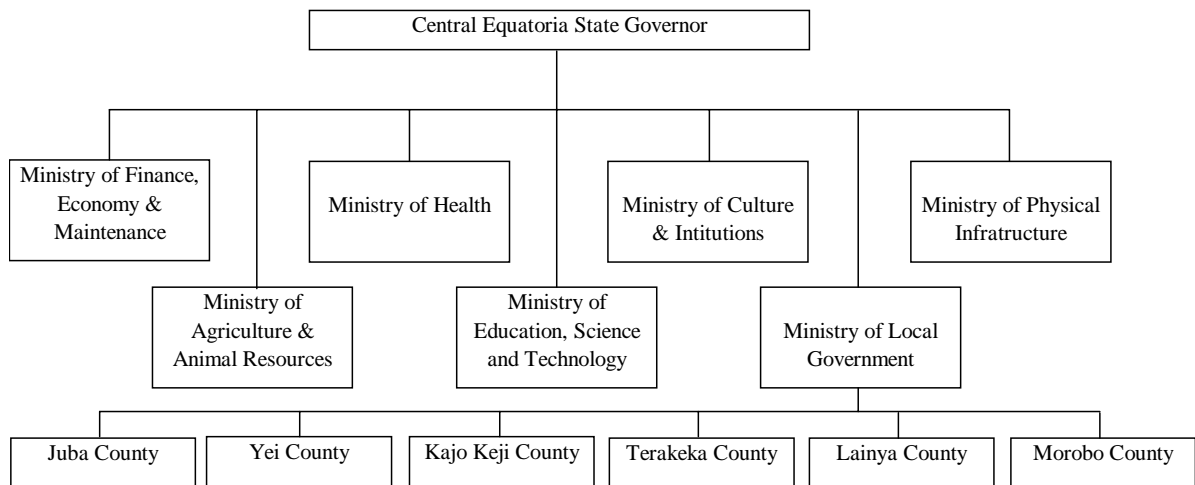 Central Equatoria State Governor
Ministry of Finance,
Economy &
Maintenance
Ministry of Health
Ministry of Culture
& Intitutions
Ministry of Physical
Infratructure
Ministry of
Agriculture &
Animal Resources
Ministry of
Education, Science
and Technology
Ministry of Local
Government
Juba County
Yei County
Kajo Keji County
Terakeka County
Lainya County
Morobo County